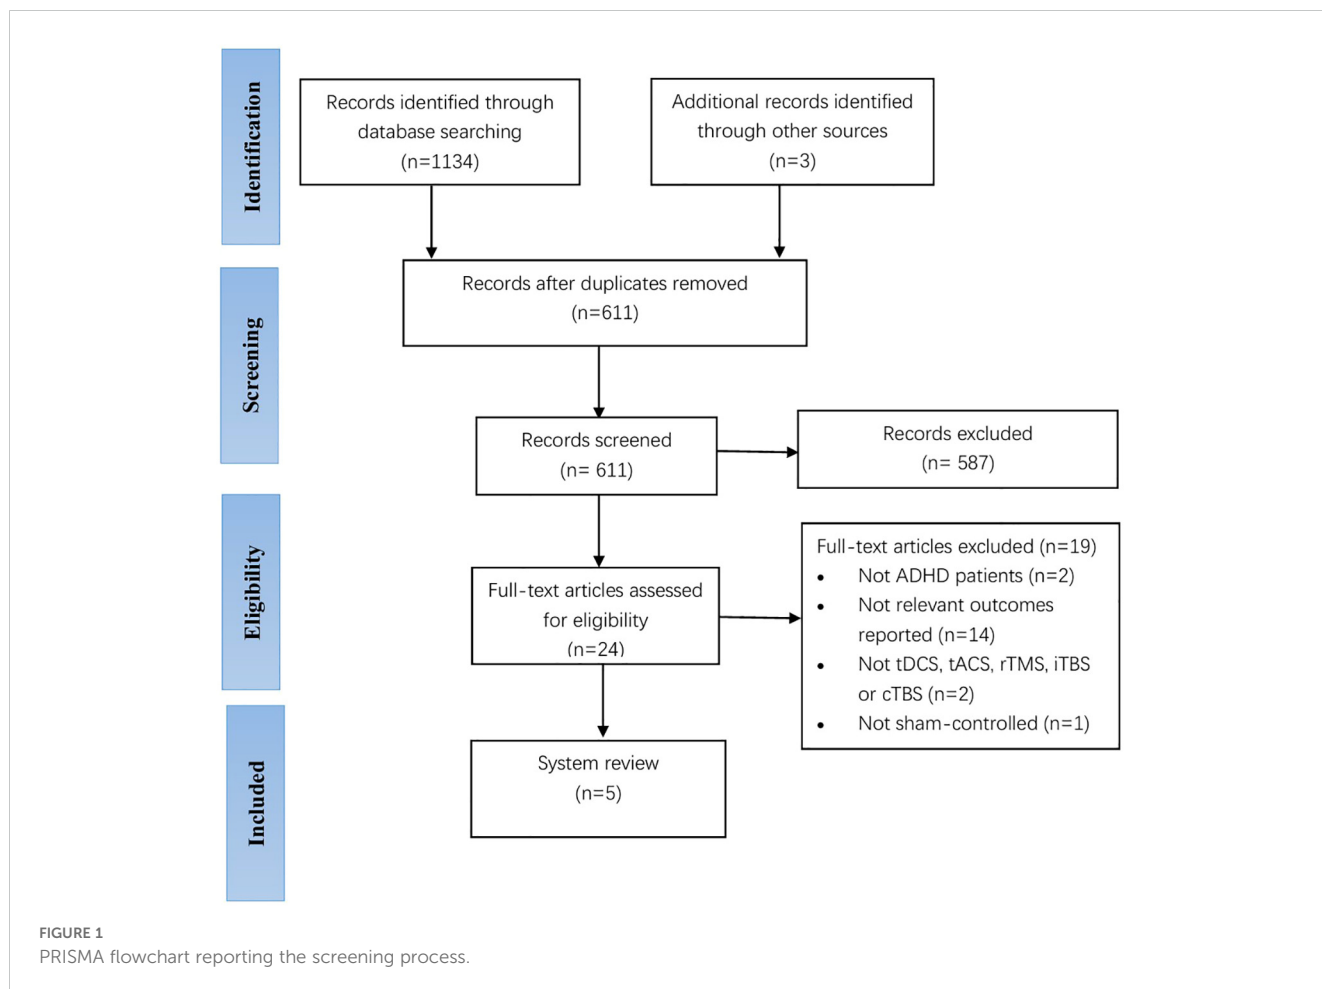 Identification
Records identified through
database searching
(n=1134)
Additional records identified
through other sources
(n=3)
Screening
Records after duplicates removed
(n=611)
Records screened
(n= 611)
Records excluded
(n= 587)
Eligibility
Full-text articles assessed
for eligibility
(n=24)
Full-text articles excluded (n=19)
• Not ADHD patients (n=2)
• Not relevant outcomes
reported (n=14)
• Not tDCS, tACS, rTMS, iTBS
or cTBS (n=2)
• Not sham-controlled (n=1)
Included
System review
(n=5)
FIGURE 1
PRISMA flowchart reporting the screening process.